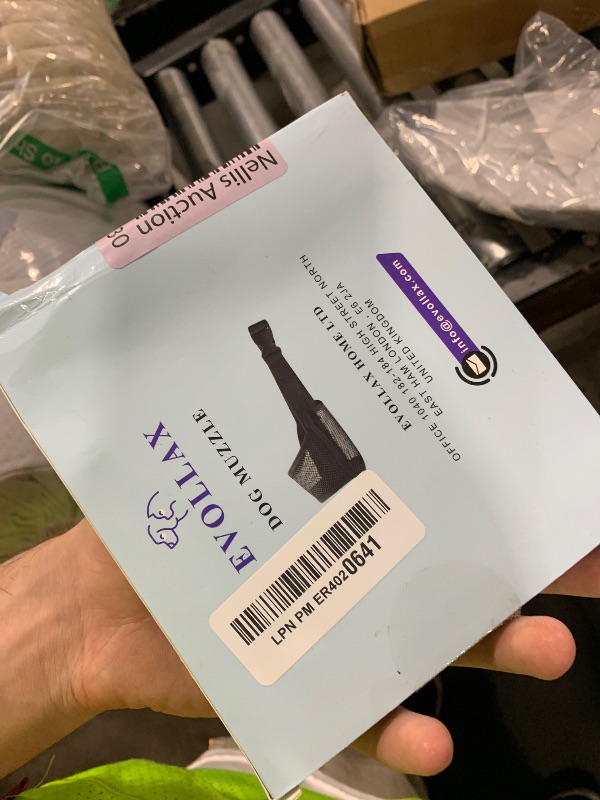 Nellis Auction 08
EVOLLAX
DOG MUZZLE
EVOLLAX HOME LTD
OFFICE 1040 182-184 HIGH STREET NORTH
EAST HAM LONDON · E6 2JA
UNITED KINGDOM
info@evollax.com
LPN PM ER4020641